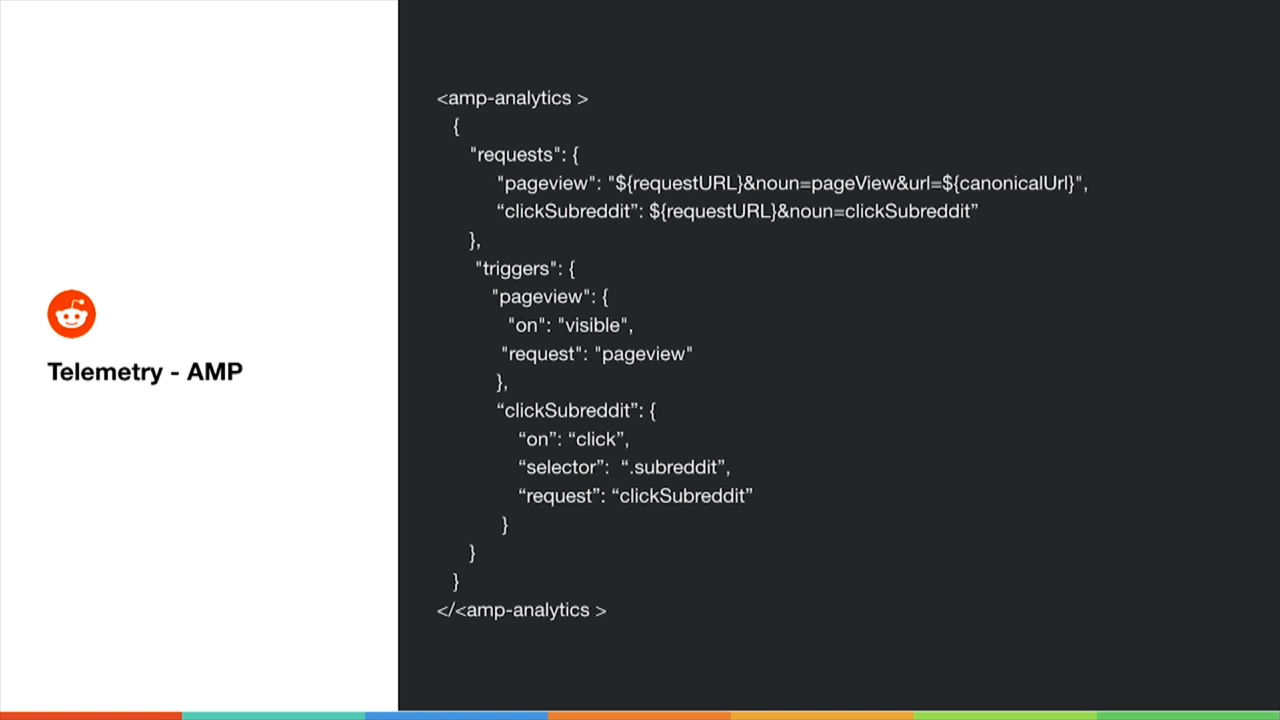 Telemetry - AMP
<amp-analytics >
{
"requests": {
"pageview": "${requestURL}&noun=pageView&url=${canonicalUrl}",
“clickSubreddit”: ${requestURL}&noun=clickSubreddit”
},
"triggers": {
"pageview": {
"on": "visible",
"request": "pageview"
},
“clickSubreddit”: {
“on”: “click”,
“selector”:  “.subreddit”,
“request”: “clickSubreddit”
}
}
}
</<amp-analytics >